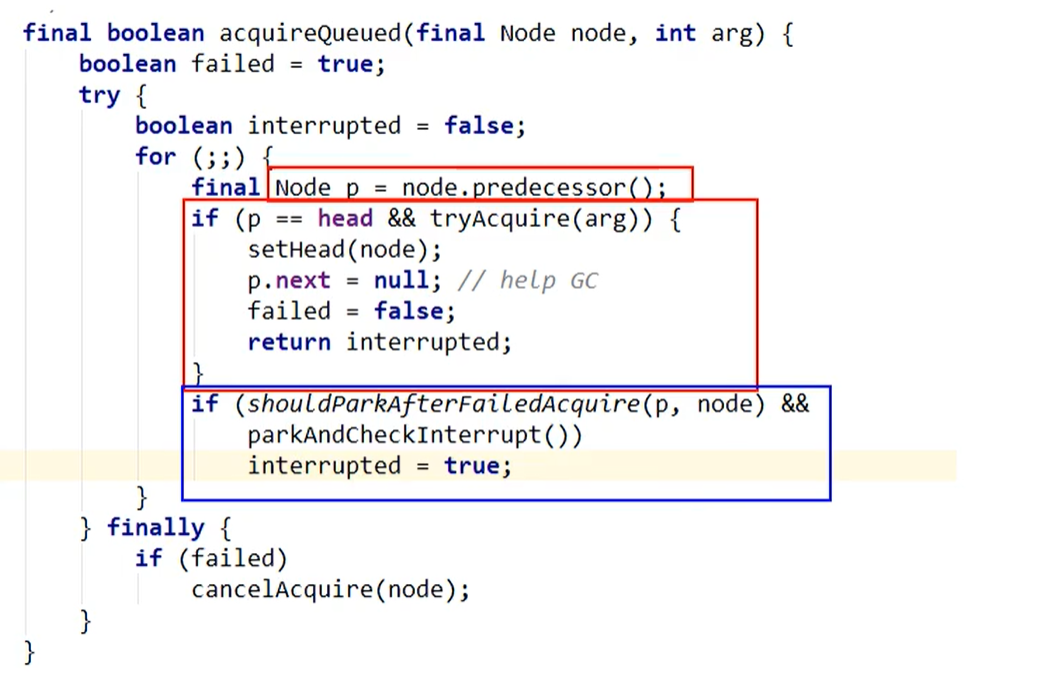 final boolean acquireQueued(final Node node, int arg) {
    boolean failed = true;
    try {
        boolean interrupted = false;
        for (;;) {
            final Node p = node.predecessor();
            if (p == head && tryAcquire(arg)) {
                setHead(node);
                p.next = null; // help GC
                failed = false;
                return interrupted;
            }
            if (shouldParkAfterFailedAcquire(p, node) &&
                parkAndCheckInterrupt())
                interrupted = true;
        }
    } finally {
        if (failed)
            cancelAcquire(node);
    }
}